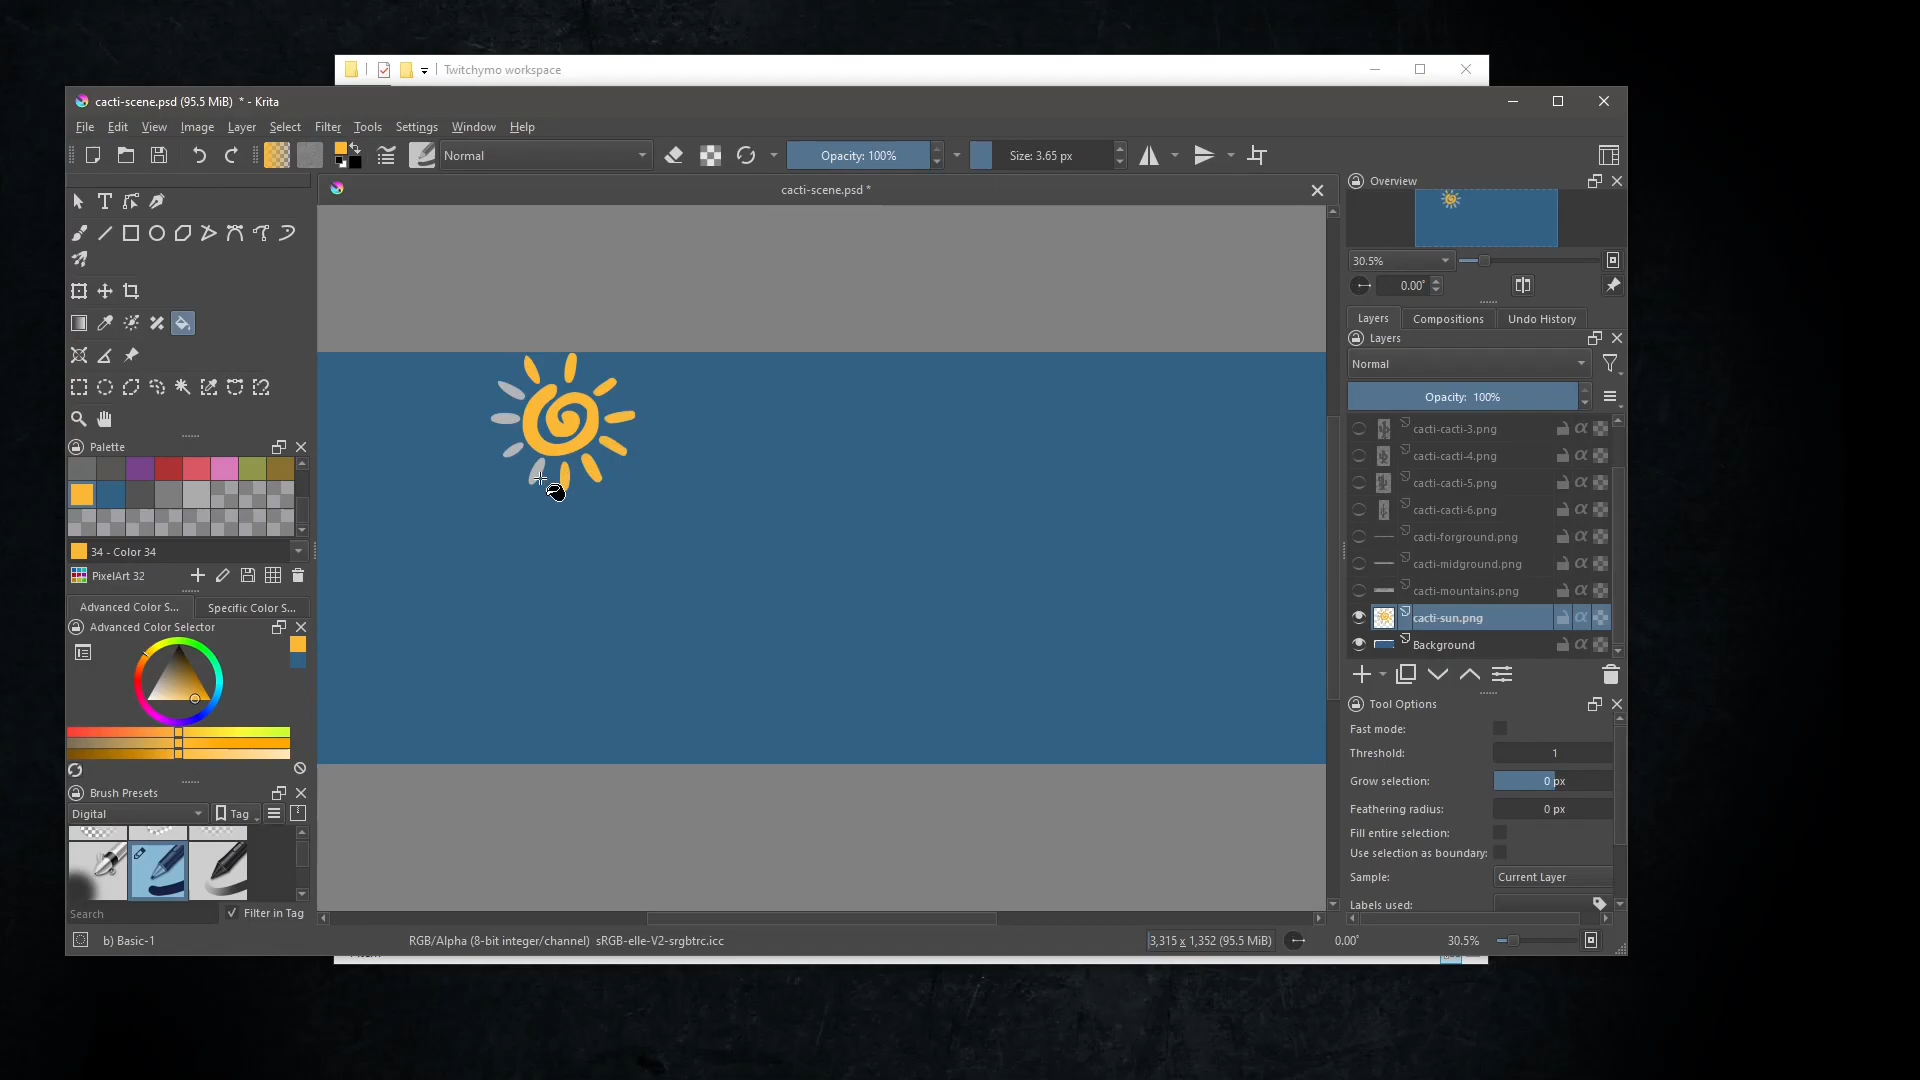 Twitchymo workspace
cacti-scene.psd (95.5 MiB) * - Krita
File Edit View Image Layer Select Filter Tools Settings Window Help
Normal
Opacity: 100%
Size: 3.65 px
cacti-scene.psd *
Overview
30.5%
0.00°
Layers Compositions Undo History
Layers
Normal
Opacity: 100%
cacti-cacti-3.png
cacti-cacti-4.png
cacti-cacti-5.png
cacti-cacti-6.png
cacti-forground.png
cacti-midground.png
cacti-mountains.png
cacti-sun.png
Background
Tool Options
Fast mode:
Threshold: 1
Grow selection: 0 px
Feathering radius: 0 px
Fill entire selection:
Use selection as boundary:
Sample: Current Layer
Labels used:
Palette
34 - Color 34
PixelArt 32
Advanced Color S... Specific Color S...
Advanced Color Selector
Brush Presets
Digital
Tag
Search
Filter in Tag
b) Basic-1
RGB/Alpha (8-bit integer/channel) sRGB-elle-V2-srgbtrc.icc
3,315 x 1,352 (95.5 MiB)
0.00°
30.5%